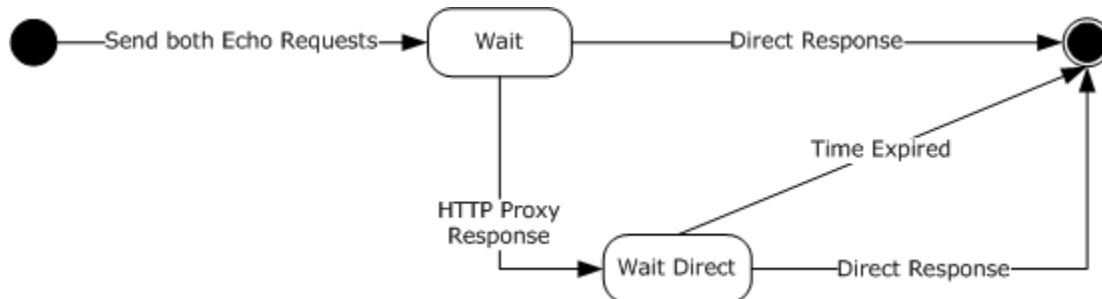 Send both Echo Requests
Wait
Direct Response
Time Expired
HTTP Proxy
Response
Wait Direct
Direct Response